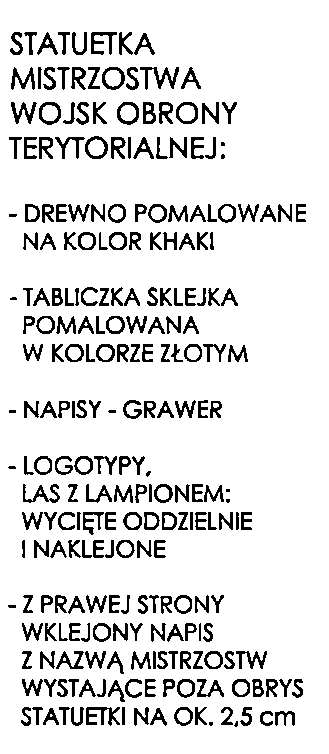 STATUETKA
MISTRZOSTWA
WOJSK OBRONY
TERYTORIALNEJ:
- DREWNO POMALOWANE
NA KOLOR KHAKI
- TABLICZKA SKLEJKA
POMALOWANA
W KOLORZE ZŁOTYM
- NAPISY - GRAWER
- LOGOTYPY,
LAS Z LAMPIONEM:
WYCIĘTE ODDZIELNIE
I NAKLEJONE
- Z PRAWEJ STRONY
WKLEJONY NAPIS
Z NAZWĄ MISTRZOSTW
WYSTAJĄCE POZA OBRYS
STATUETKI NA OK. 2,5 cm